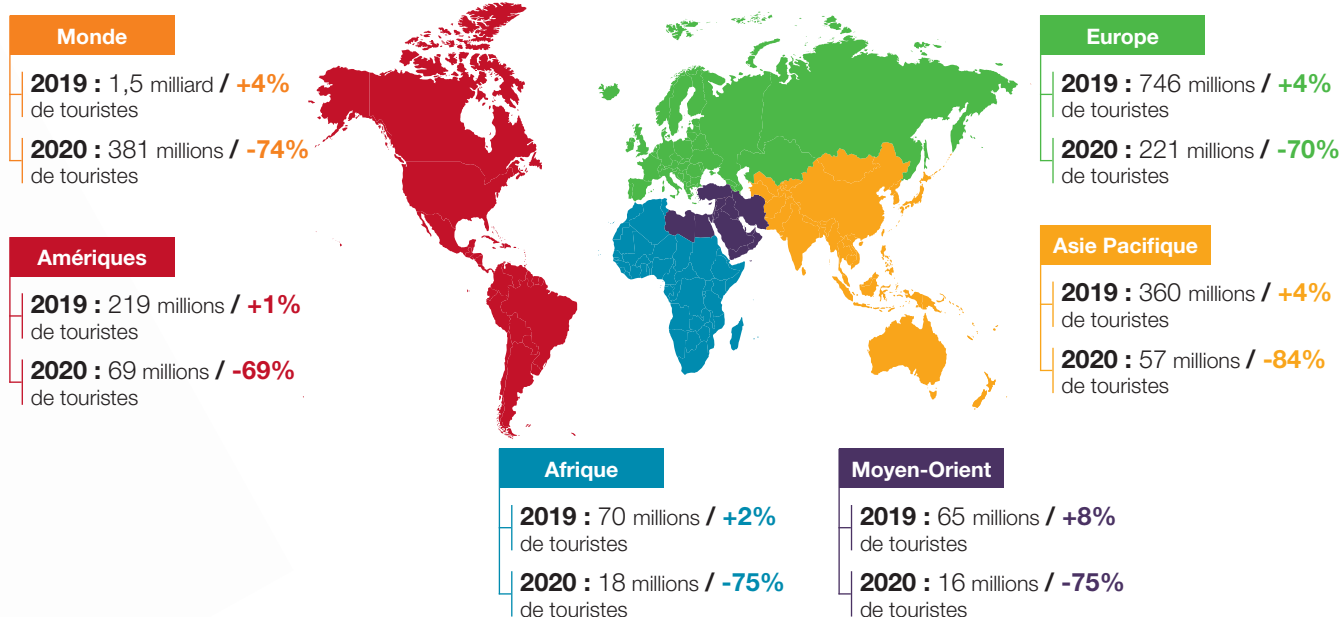 Monde
2019 : 1,5 milliard / +4%
de touristes
2020 : 381 millions / -74%
de touristes
Amériques
2019 : 219 millions / +1%
de touristes
2020 : 69 millions / -69%
de touristes
Europe
2019 : 746 millions / +4%
de touristes
2020 : 221 millions / -70%
de touristes
Asie Pacifique
2019 : 360 millions / +4%
de touristes
2020 : 57 millions / -84%
de touristes
Afrique
2019 : 70 millions / +2%
de touristes
2020 : 18 millions / -75%
de touristes
Moyen-Orient
2019 : 65 millions / +8%
de touristes
2020 : 16 millions / -75%
de touristes